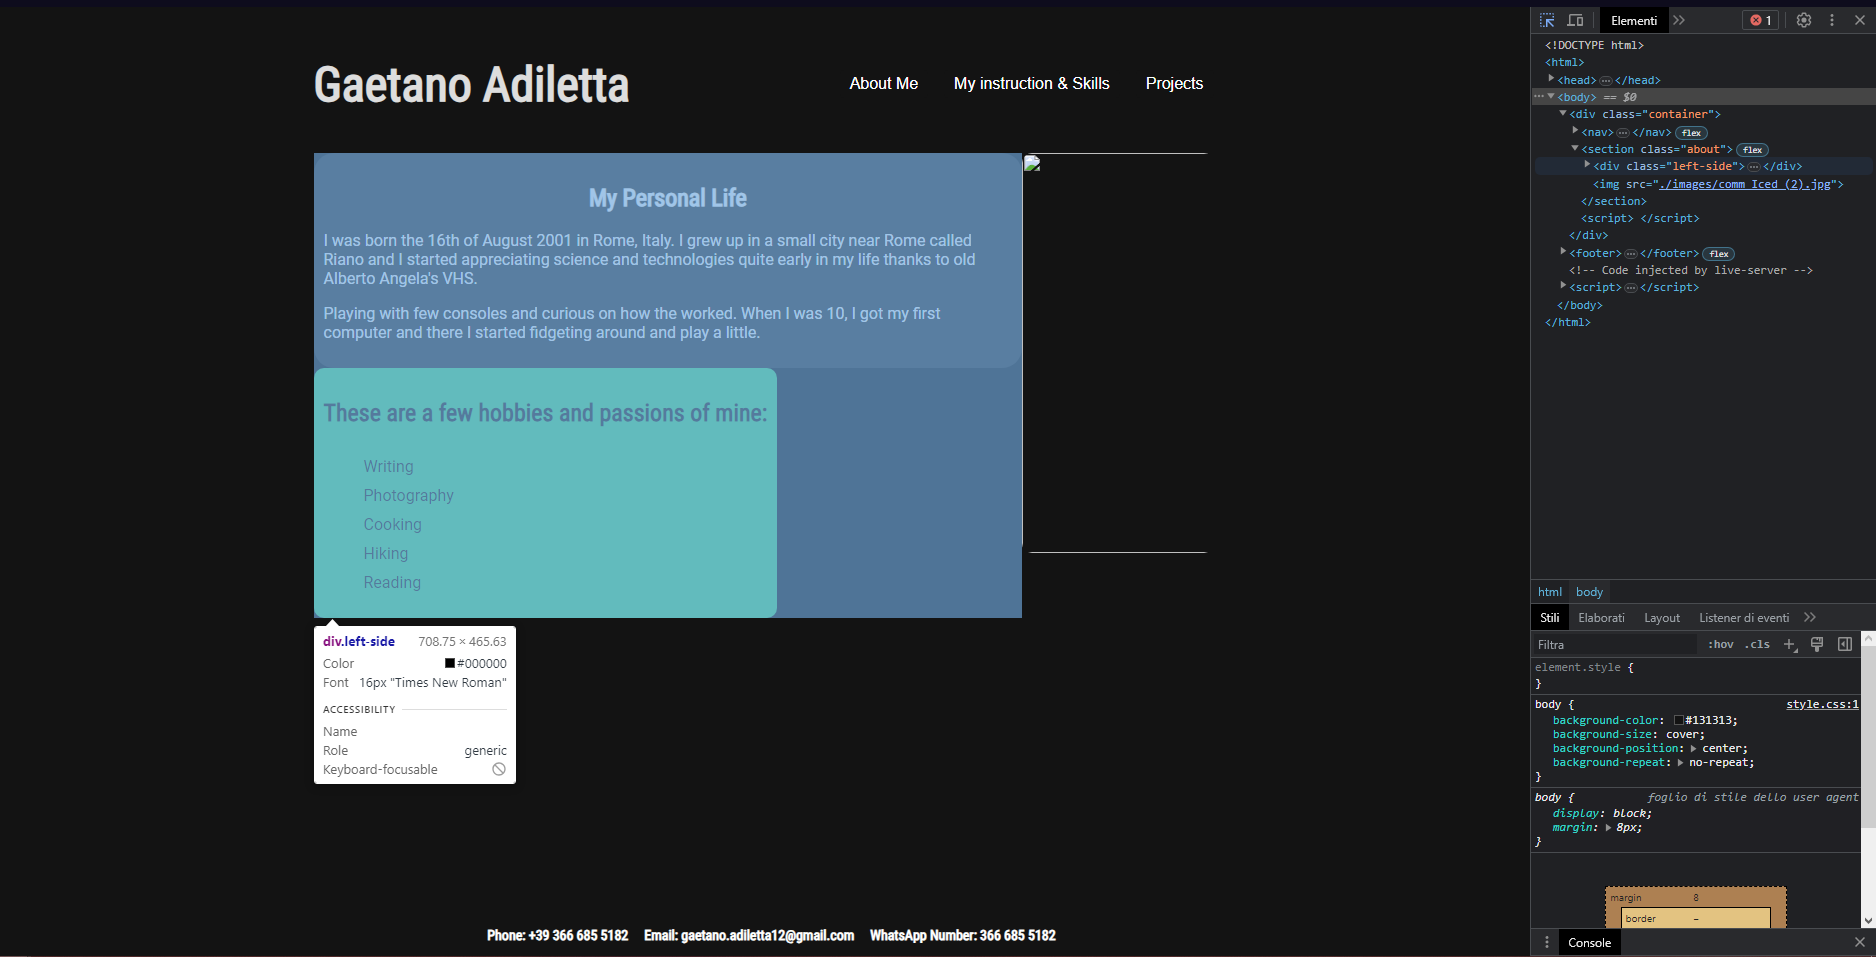 Gaetano Adiletta
About Me
My instruction & Skills
Projects
My Personal Life
I was born the 16th of August 2001 in Rome, Italy. I grew up in a small city near Rome called
Riano and I started appreciating science and technologies quite early in my life thanks to old
Alberto Angela's VHS.
Playing with few consoles and curious on how the worked. When I was 10, I got my first
computer and there I started fidgeting around and play a little.
These are a few hobbies and passions of mine:
Writing
Photography
Cooking
Hiking
Reading
div.left-side 708.75 × 465.63
Color #000000
Font 16px "Times New Roman"
ACCESSIBILITY
Name
Role generic
Keyboard-focusable
Phone: +39 366 685 5182 Email: gaetano.adiletta12@gmail.com WhatsApp Number: 366 685 5182
Elementi
1
<!DOCTYPE html>
<html>
<head> ··· </head>
··· <body> == $0
<div class="container">
<nav> ··· </nav> flex
<section class="about"> flex
<div class="left-side"> ··· </div>
<img src="./images/comm Iced (2).jpg">
</section>
<script> </script>
</div>
<footer> ··· </footer> flex
<!-- Code injected by live-server -->
<script> ··· </script>
</body>
</html>
html body
Stili Elaborati Layout Listener di eventi
Filtra :hov .cls
element.style {
}
body { style.css:1
background-color: #131313;
background-size: cover;
background-position: center;
background-repeat: no-repeat;
}
body { foglio di stile dello user agent
display: block;
margin: 8px;
}
margin 8
border –
Console